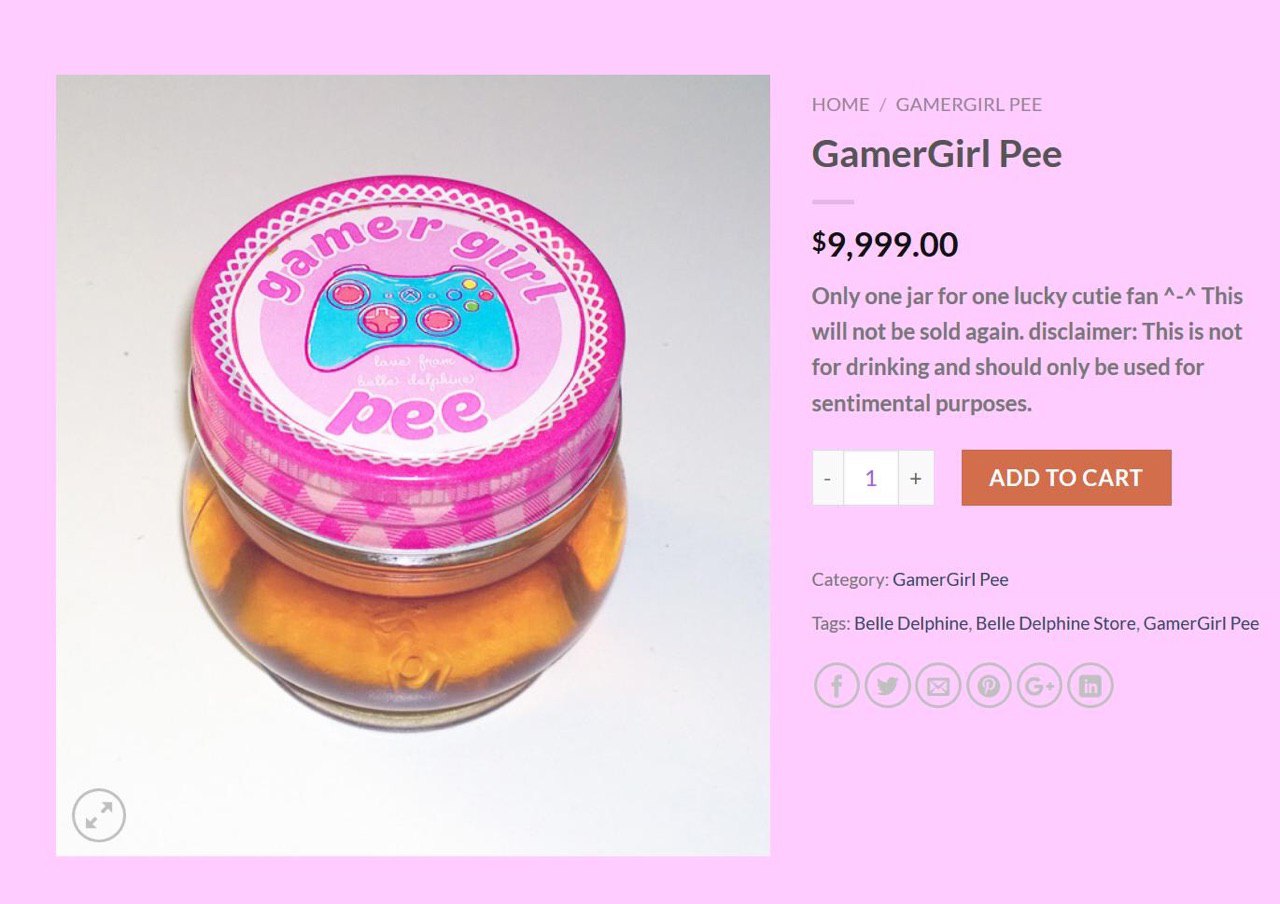 gamer girl
love from
belle delphine
pee
HOME / GAMERGIRL PEE
GamerGirl Pee
$9,999.00
Only one jar for one lucky cutie fan ^-^ This
will not be sold again. disclaimer: This is not
for drinking and should only be used for
sentimental purposes.
- 1 +
ADD TO CART
Category: GamerGirl Pee
Tags: Belle Delphine, Belle Delphine Store, GamerGirl Pee